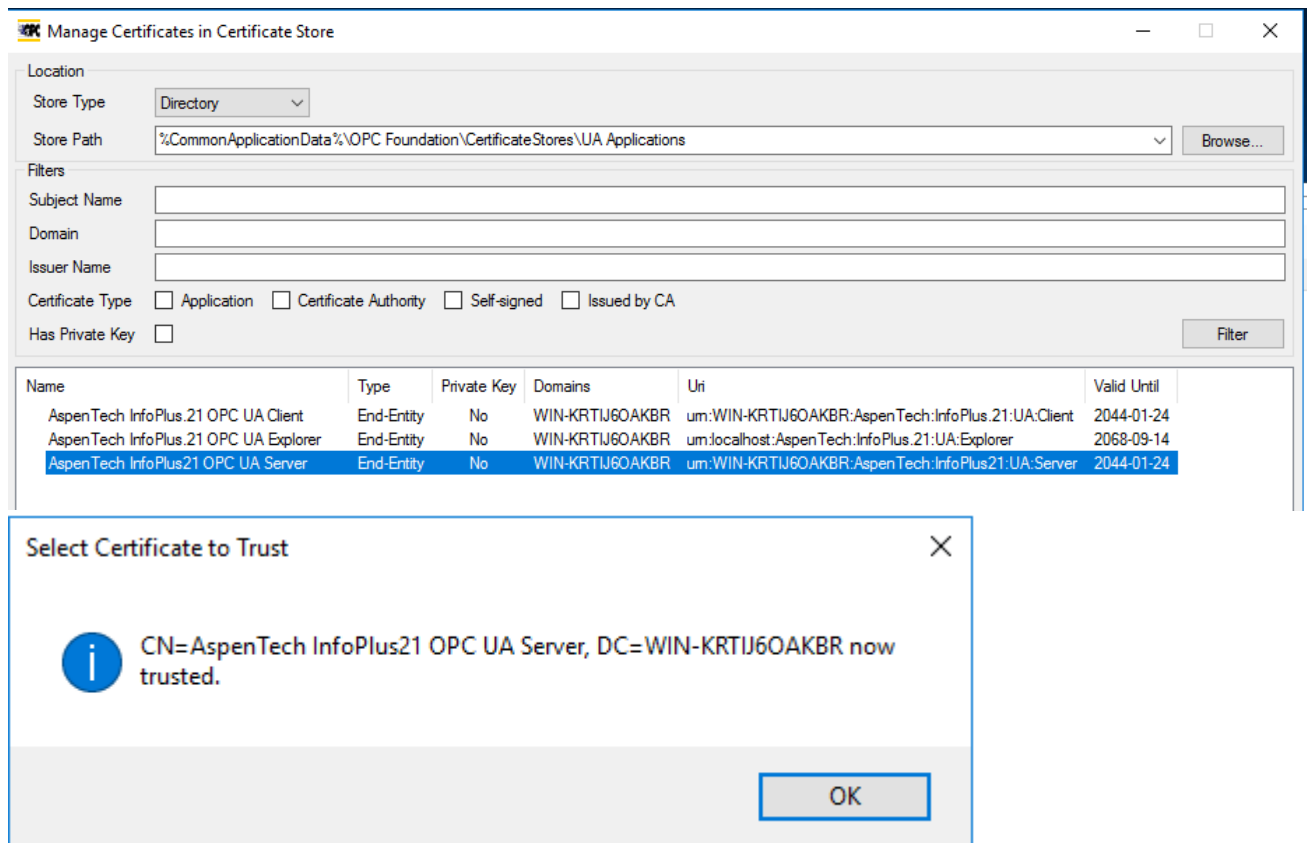 Manage Certificates in Certificate Store
Location
Store Type Directory
Store Path %CommonApplicationData%\OPC Foundation\CertificateStores\UA Applications Browse...
Filters
Subject Name
Domain
Issuer Name
Certificate Type Application Certificate Authority Self-signed Issued by CA
Has Private Key Filter
Name Type Private Key Domains Uri Valid Until
AspenTech InfoPlus.21 OPC UA Client End-Entity No WIN-KRTIJ6OAKBR urn:WIN-KRTIJ6OAKBR:AspenTech:InfoPlus.21:UA:Client 2044-01-24
AspenTech InfoPlus.21 OPC UA Explorer End-Entity No WIN-KRTIJ6OAKBR urn:localhost:AspenTech:InfoPlus.21:UA:Explorer 2068-09-14
AspenTech InfoPlus21 OPC UA Server End-Entity No WIN-KRTIJ6OAKBR urn:WIN-KRTIJ6OAKBR:AspenTech:InfoPlus21:UA:Server 2044-01-24
Select Certificate to Trust
CN=AspenTech InfoPlus21 OPC UA Server, DC=WIN-KRTIJ6OAKBR now
trusted.
OK